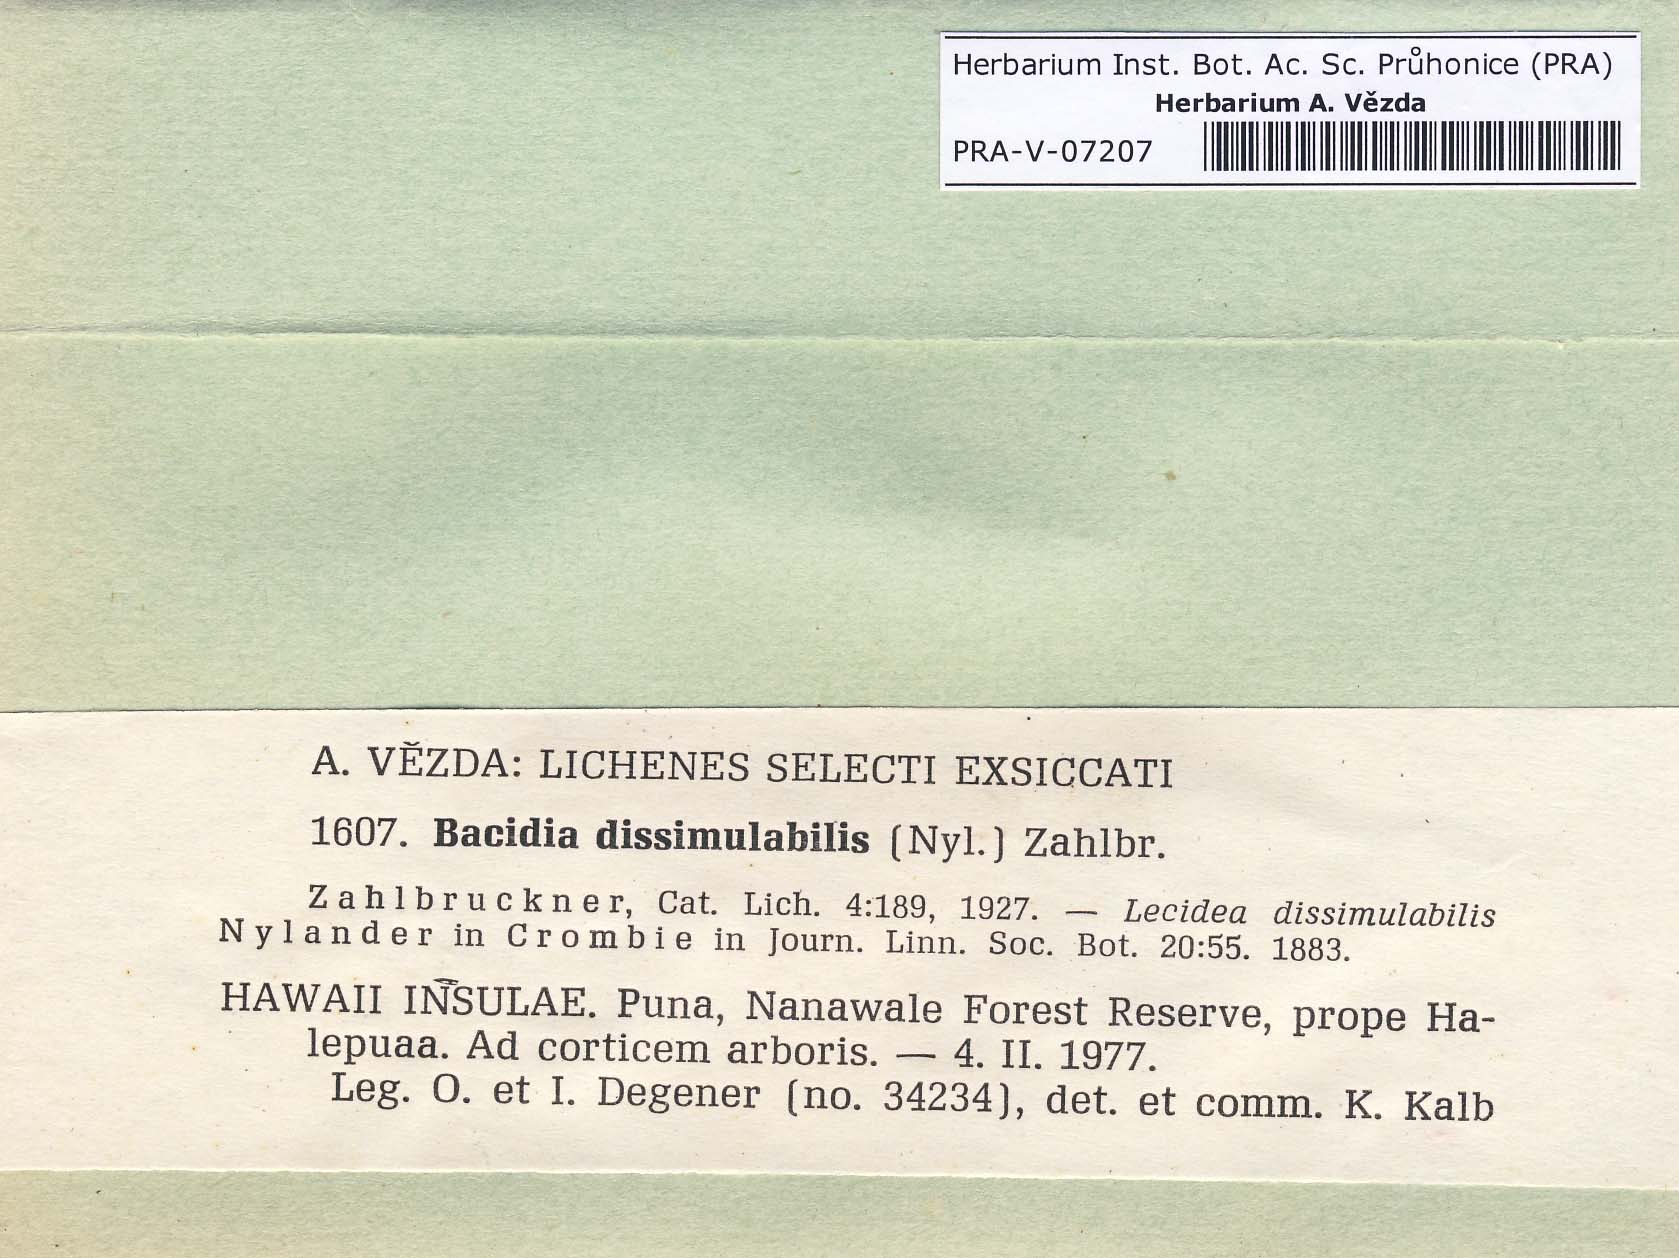 Herbarium Inst. Bot. Ac. Sc. Průhonice (PRA)
Herbarium A. Vězda
PRA-V-07207
A. VĚZDA: LICHENES SELECTI EXSICCATI
1607. Bacidia dissimulabilis (Nyl.) Zahlbr.
Zahlbruckner, Cat. Lich. 4:189, 1927. — Lecidea dissimulabilis
Nylander in Crombie in Journ. Linn. Soc. Bot. 20:55. 1883.
HAWAII INSULAE. Puna, Nanawale Forest Reserve, prope Ha-
lepuaa. Ad corticem arboris. — 4. II. 1977.
Leg. O. et I. Degener (no. 34234), det. et comm. K. Kalb